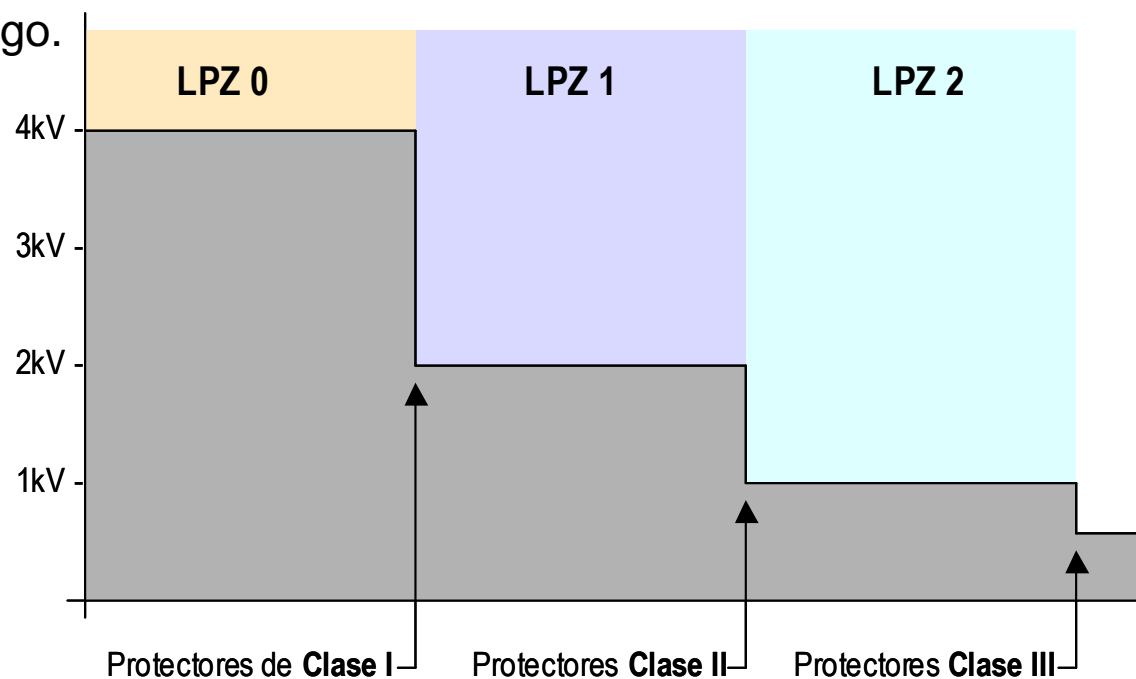 go.
LPZ 0 LPZ 1 LPZ 2
4kV
3kV
2kV
1kV
Protectores de Clase I Protectores Clase II Protectores Clase III